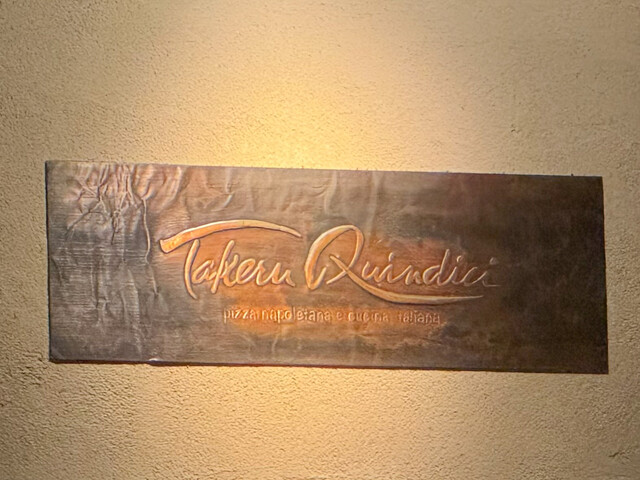 Takeru Quindici
pizza napoletana e cucina italiana